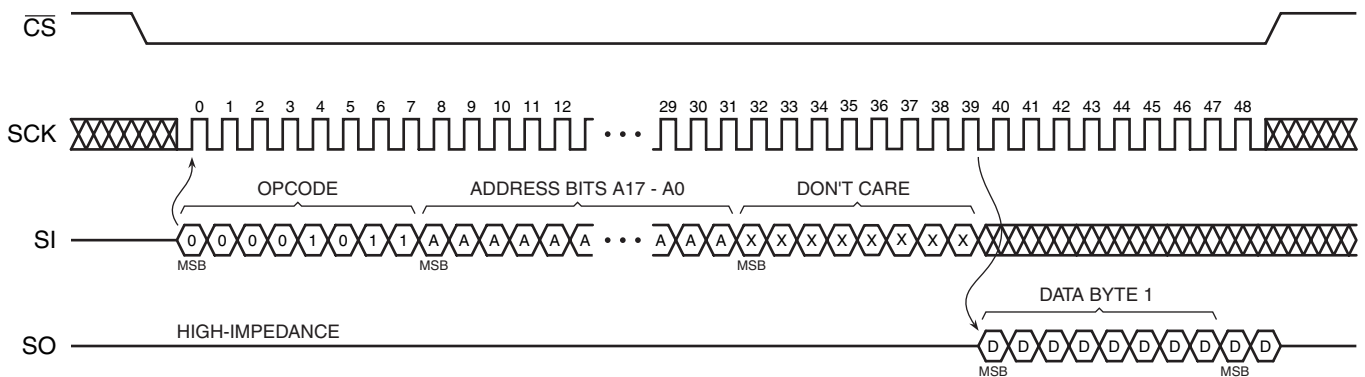 CS
0 1 2 3 4 5 6 7 8 9 10 11 12 29 30 31 32 33 34 35 36 37 38 39 40 41 42 43 44 45 46 47 48
SCK • • •
OPCODE ADDRESS BITS A17 - A0 DON'T CARE
SI 0 0 0 0 1 0 1 1 A A A A A A • • • A A A X X X X X X X X
MSB MSB MSB
DATA BYTE 1
HIGH-IMPEDANCE
SO D D D D D D D D D D
MSB MSB